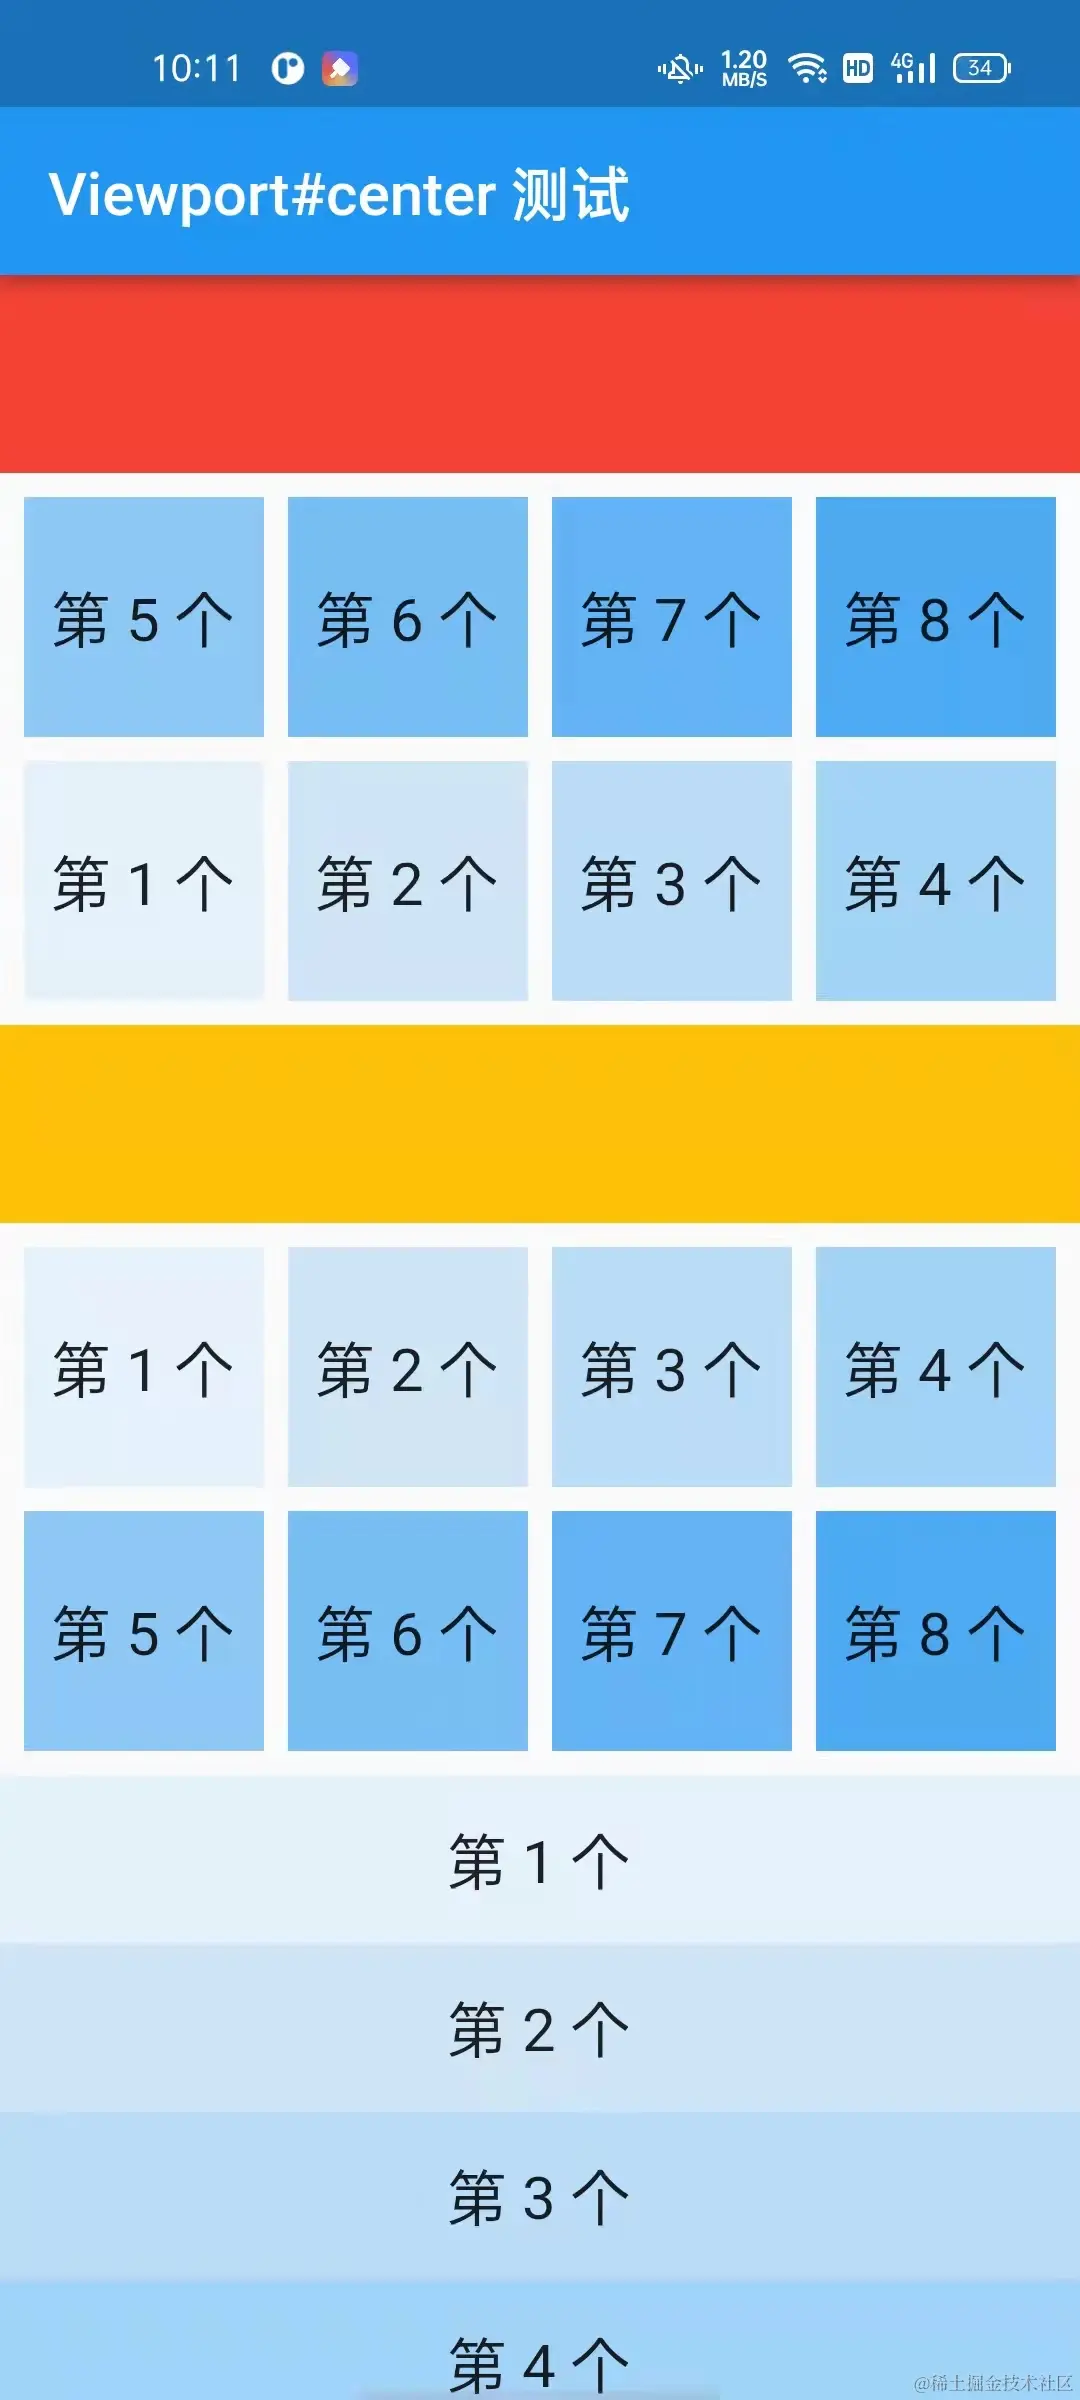 10:11 1.20 MB/S HD 4G 34
Viewport#center 测试
第 5 个 第 6 个 第 7 个 第 8 个
第 1 个 第 2 个 第 3 个 第 4 个
第 1 个 第 2 个 第 3 个 第 4 个
第 5 个 第 6 个 第 7 个 第 8 个
第 1 个
第 2 个
第 3 个
第 4 个
@稀土掘金技术社区